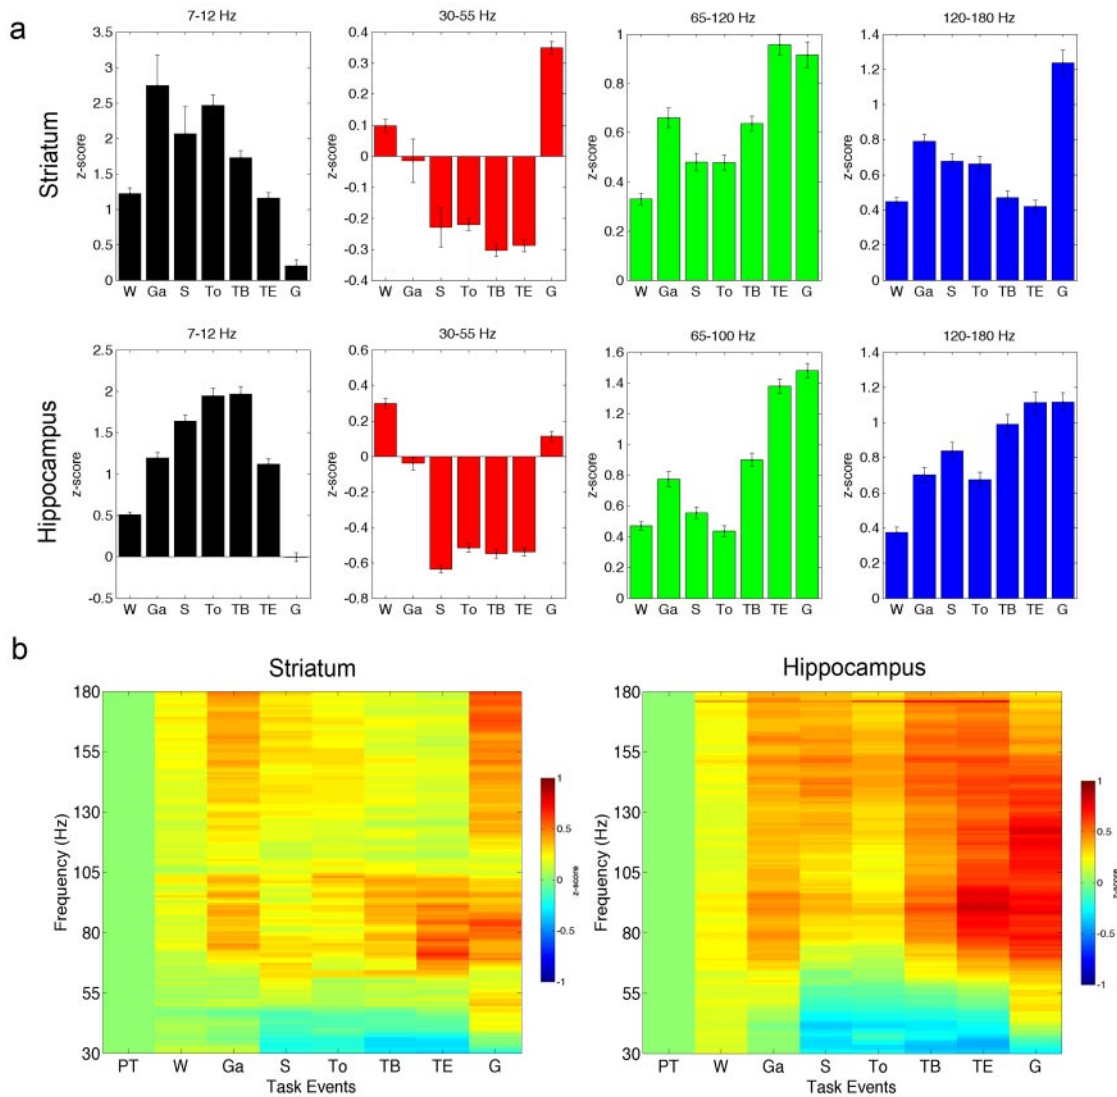 a
7-12 Hz
30-55 Hz
65-120 Hz
120-180 Hz
Striatum
z-score
3.5
3
2.5
2
1.5
1
0.5
0
W Ga S To TB TE G
z-score
0.4
0.3
0.2
0.1
0
-0.1
-0.2
-0.3
-0.4
W Ga S To TB TE G
z-score
1
0.8
0.6
0.4
0.2
0
W Ga S To TB TE G
z-score
1.4
1.2
1
0.8
0.6
0.4
0.2
0
W Ga S To TB TE G
7-12 Hz
30-55 Hz
65-100 Hz
120-180 Hz
Hippocampus
z-score
2.5
2
1.5
1
0.5
0
-0.5
W Ga S To TB TE G
z-score
0.6
0.4
0.2
0
-0.2
-0.4
-0.6
-0.8
W Ga S To TB TE G
z-score
1.6
1.4
1.2
1
0.8
0.6
0.4
0.2
0
W Ga S To TB TE G
z-score
1.4
1.2
1
0.8
0.6
0.4
0.2
0
W Ga S To TB TE G
b
Striatum
Frequency (Hz)
180
155
130
105
80
55
30
PT W Ga S To TB TE G
Task Events
1
0.5
0
-0.5
-1
z-score
Hippocampus
Frequency (Hz)
180
155
130
105
80
55
30
PT W Ga S To TB TE G
Task Events
1
0.5
0
-0.5
-1
z-score